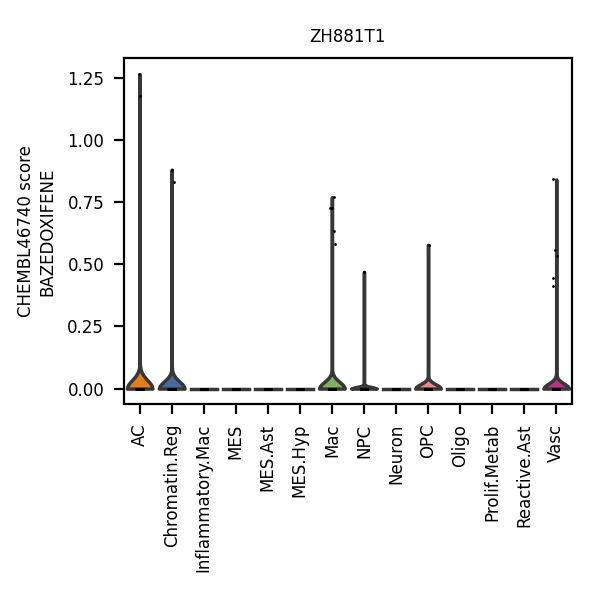 ZH881T1
CHEMBL46740 score
BAZEDOXIFENE
1.25
1.00
0.75
0.50
0.25
0.00
AC
Chromatin.Reg
Inflammatory.Mac
MES
MES.Ast
MES.Hyp
Mac
NPC
Neuron
OPC
Oligo
Prolif.Metab
Reactive.Ast
Vasc